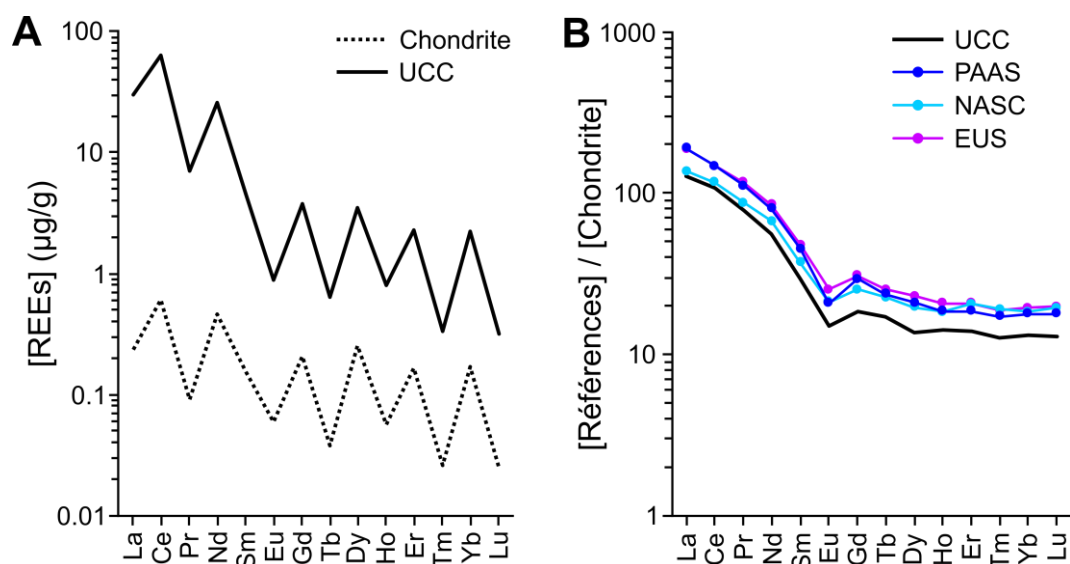 A
[REEs] (µg/g)
100
10
1
0.1
0.01
Chondrite
UCC
La
Ce
Pr
Nd
Sm
Eu
Gd
Tb
Dy
Ho
Er
Tm
Yb
Lu
B
[Références] / [Chondrite]
1000
100
10
1
UCC
PAAS
NASC
EUS
La
Ce
Pr
Nd
Sm
Eu
Gd
Tb
Dy
Ho
Er
Tm
Yb
Lu